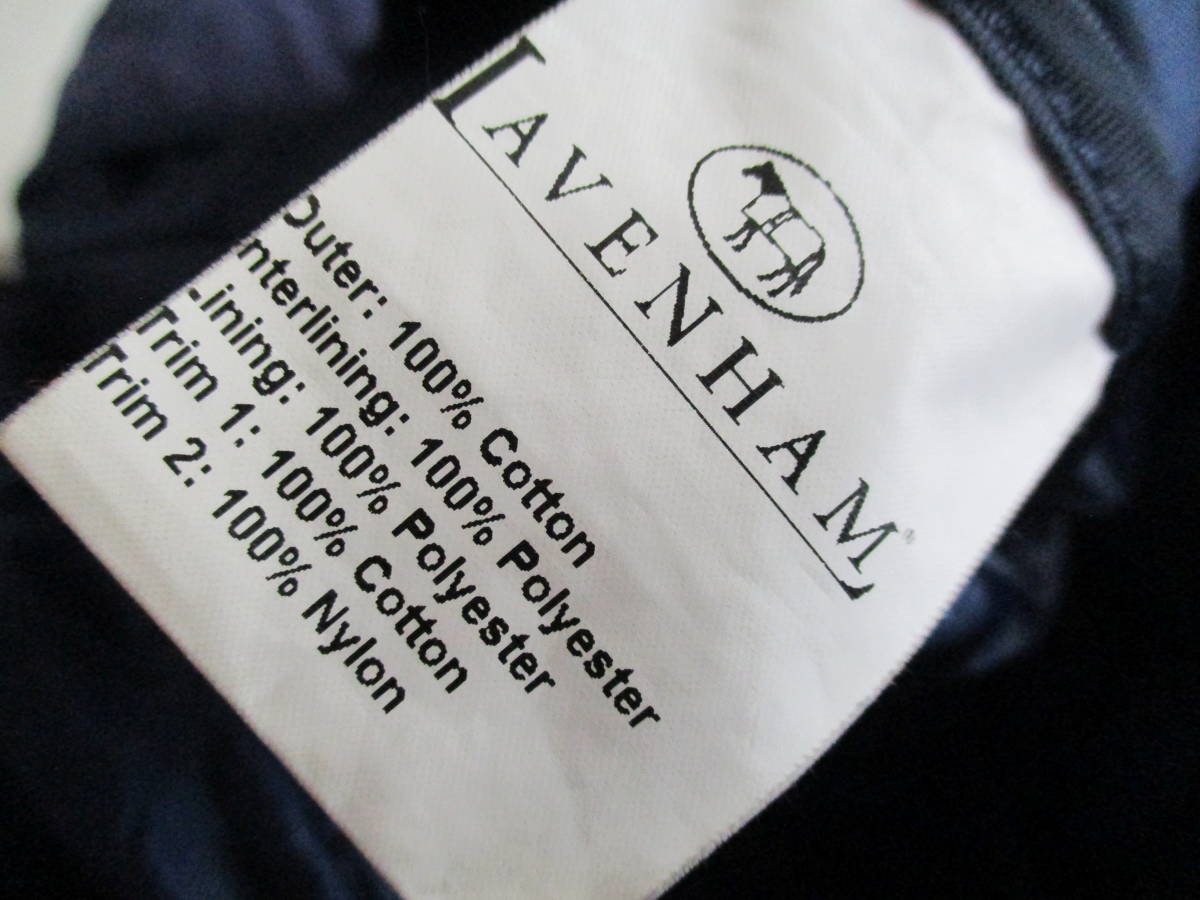 LAVENHAM
Outer: 100% Cotton
Interlining: 100% Polyester
Lining: 100% Polyester
Trim 1: 100% Cotton
Trim 2: 100% Nylon